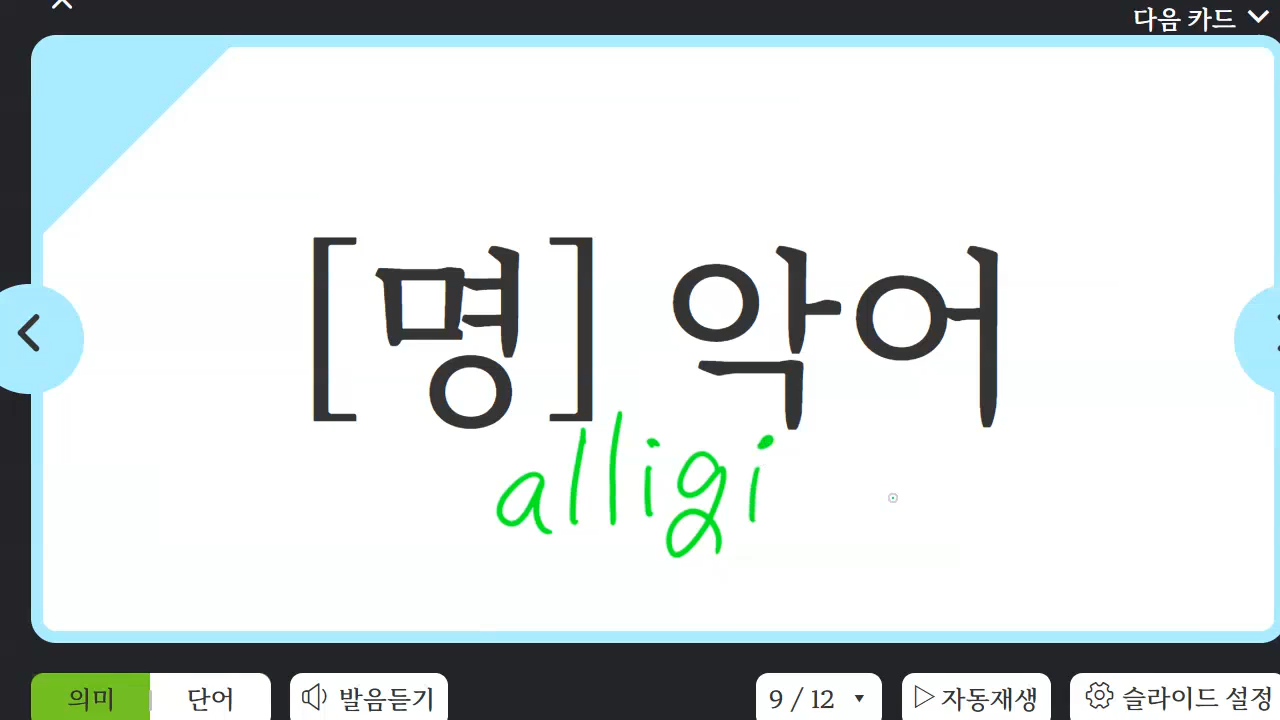 다음 카드
[명] 악어
alligi
의미
단어
발음듣기
9 / 12
자동재생
슬라이드 설정